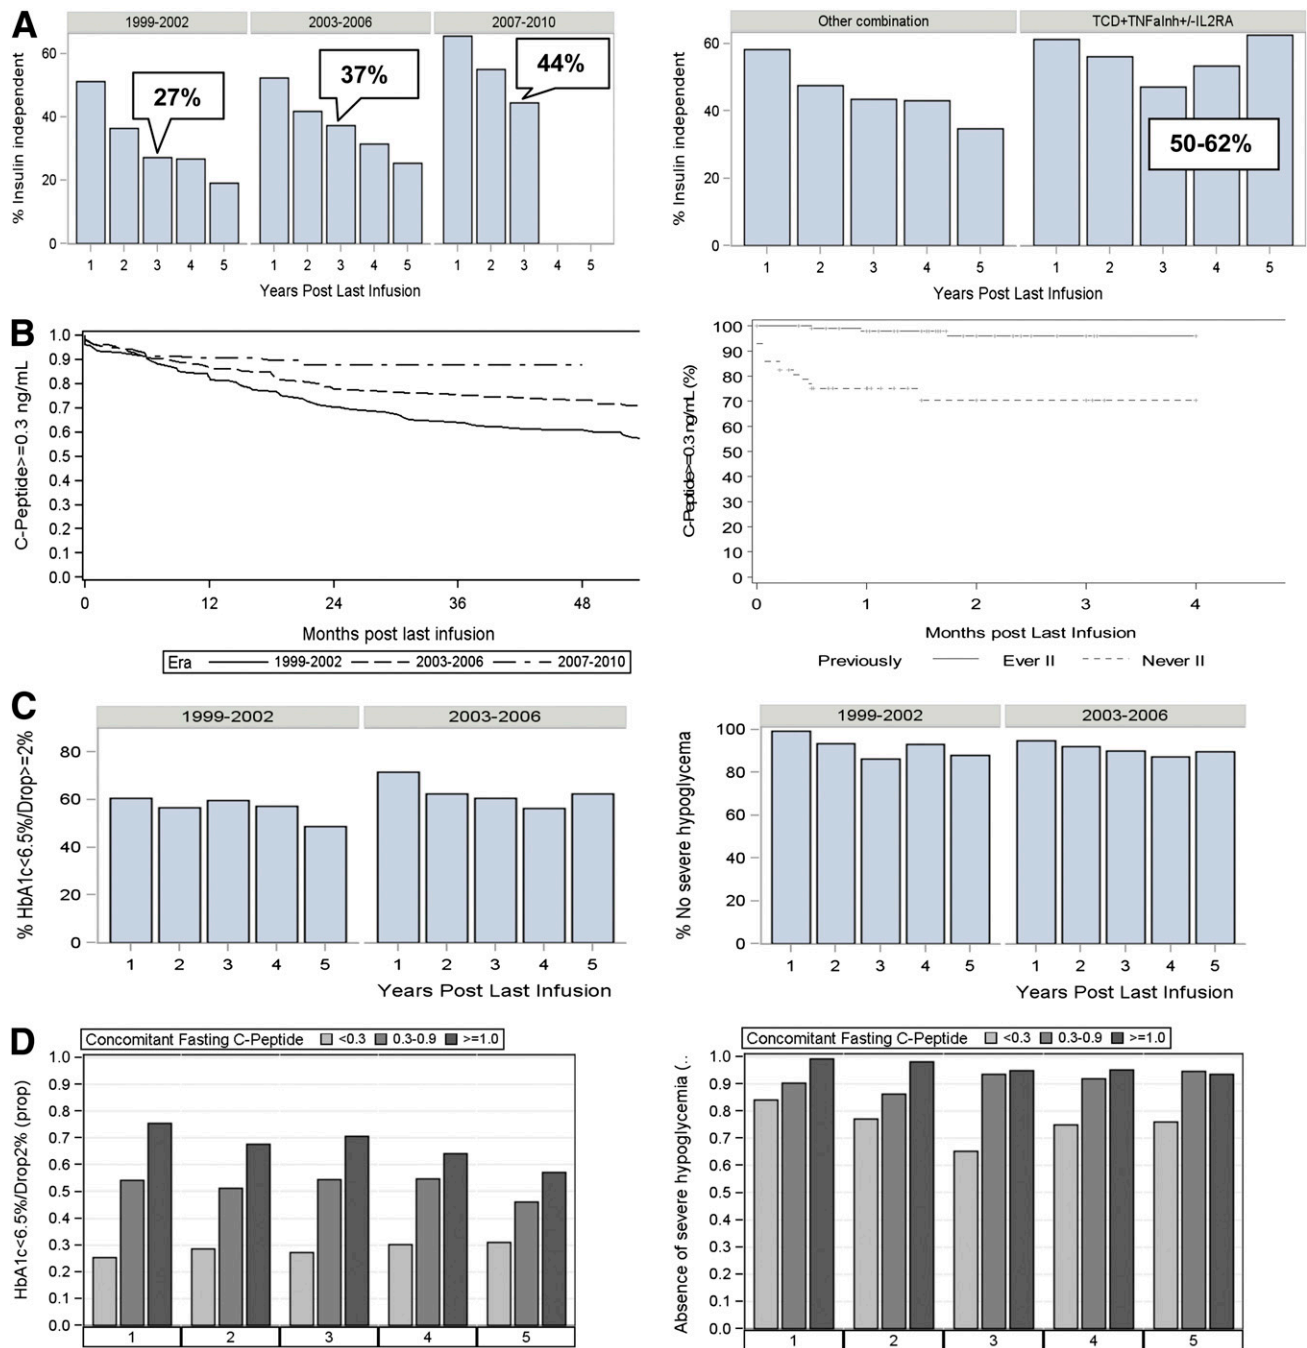 A
1999-2002 2003-2006 2007-2010
% Insulin independent
60
40
20
0
27%
37%
44%
1 2 3 4 5 1 2 3 4 5 1 2 3 4 5
Years Post Last Infusion
Other combination TCD+TNFaInh+/-IL2RA
% Insulin independent
60
40
20
0
50-62%
1 2 3 4 5 1 2 3 4 5
Years Post Last Infusion
B
C-Peptide>=0.3 ng/mL
1.0
0.9
0.8
0.7
0.6
0.5
0.4
0.3
0.2
0.1
0.0
0 12 24 36 48
Months post last infusion
Era 1999-2002 2003-2006 2007-2010
C-Peptide>=0.3 ng/mL (%)
100
90
80
70
60
50
40
30
20
10
0
0 1 2 3 4
Months post Last Infusion
Previously Ever II Never II
C
1999-2002 2003-2006
% HbA1c<6.5%/Drop>=2%
80
60
40
20
0
1 2 3 4 5 1 2 3 4 5
Years Post Last Infusion
1999-2002 2003-2006
% No severe hypoglycema
100
80
60
40
20
0
1 2 3 4 5 1 2 3 4 5
Years Post Last Infusion
D
Concomitant Fasting C-Peptide <0.3 0.3-0.9 >=1.0
HbA1c<6.5%/Drop2% (prop)
1.0
0.9
0.8
0.7
0.6
0.5
0.4
0.3
0.2
0.1
0.0
1 2 3 4 5
Concomitant Fasting C-Peptide <0.3 0.3-0.9 >=1.0
Absence of severe hypoglycemia (..
1.0
0.9
0.8
0.7
0.6
0.5
0.4
0.3
0.2
0.1
0.0
1 2 3 4 5